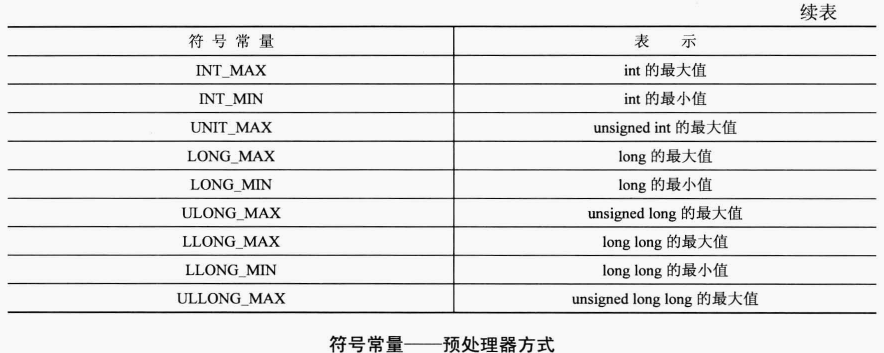 续表
符 号 常 量 表 示
INT_MAX int 的最大值
INT_MIN int 的最小值
UNIT_MAX unsigned int 的最大值
LONG_MAX long 的最大值
LONG_MIN long 的最小值
ULONG_MAX unsigned long 的最大值
LLONG_MAX long long 的最大值
LLONG_MIN long long 的最小值
ULLONG_MAX unsigned long long 的最大值
符号常量——预处理器方式